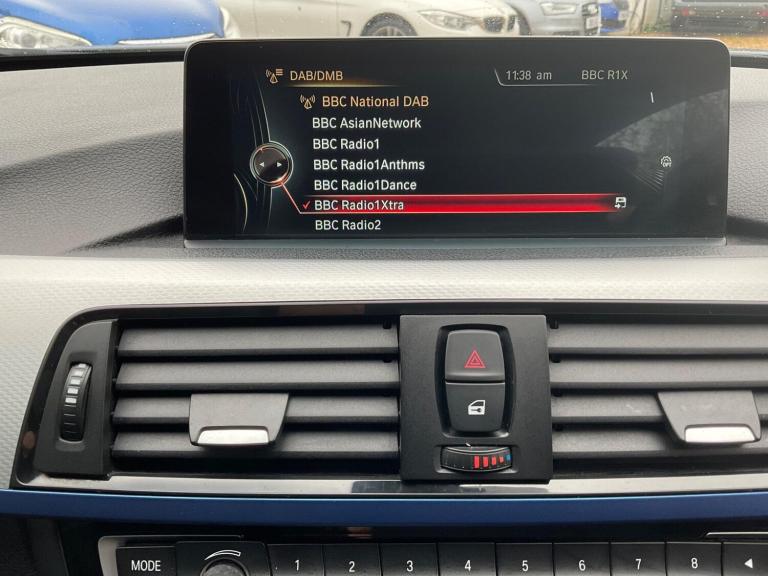 DAB/DMB 11:38 am BBC R1X
BBC National DAB
BBC AsianNetwork
BBC Radio1
BBC Radio1Anthms
OPT
BBC Radio1Dance
BBC Radio1Xtra
BBC Radio2
MODE 1 2 3 4 5 6 7 8